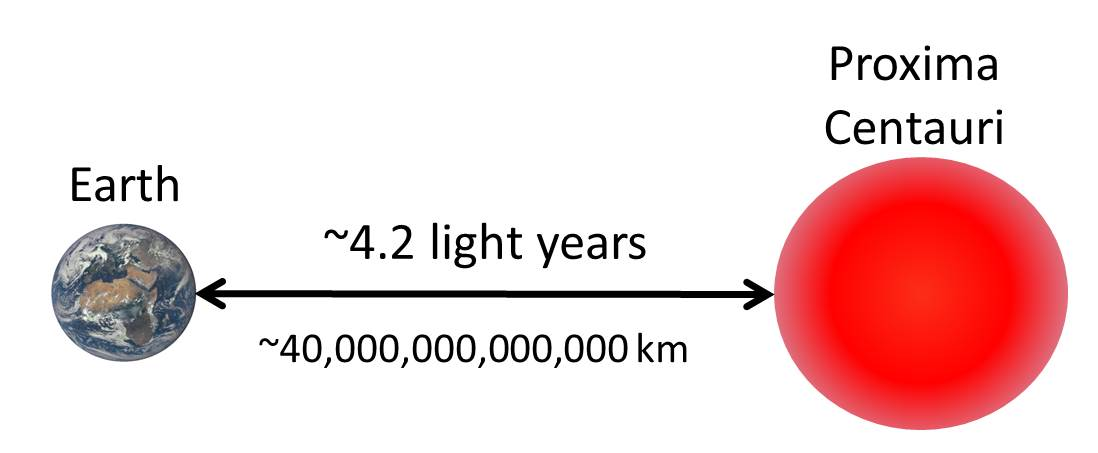 Proxima
Centauri
Earth
~4.2 light years
~40,000,000,000,000 km